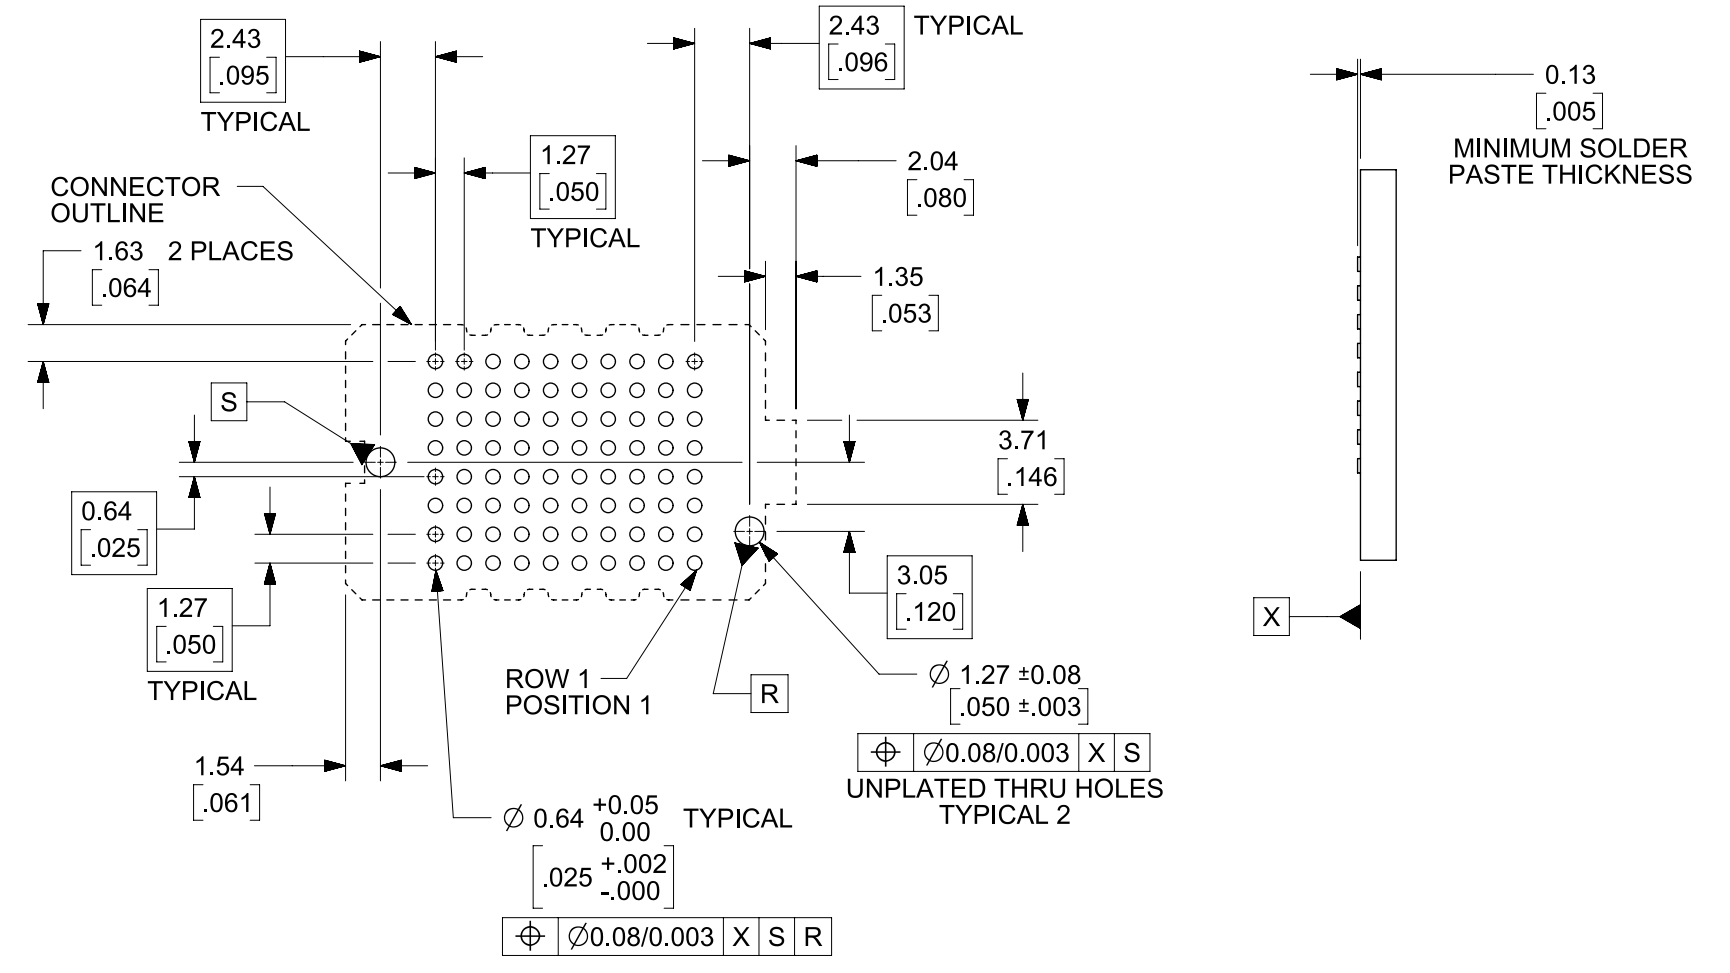 2.43
[.095]
TYPICAL
2.43 TYPICAL
[.096]
0.13
[.005]
MINIMUM SOLDER
PASTE THICKNESS
1.27
[.050]
TYPICAL
2.04
[.080]
CONNECTOR
OUTLINE
1.63 2 PLACES
[.064]
1.35
[.053]
S
3.71
[.146]
0.64
[.025]
3.05
[.120]
1.27
[.050]
TYPICAL
X
ROW 1
POSITION 1
R
∅ 1.27 ±0.08
[.050 ±.003]
⌖ ∅0.08/0.003 X S
UNPLATED THRU HOLES
TYPICAL 2
1.54
[.061]
∅ 0.64 +0.05 TYPICAL
0.00
[.025 +.002
-.000]
⌖ ∅0.08/0.003 X S R